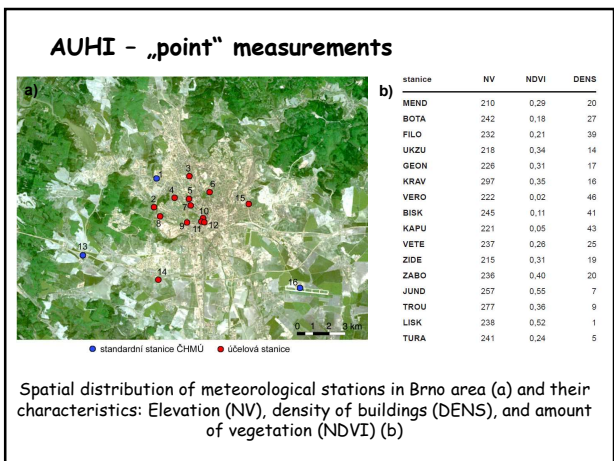 AUHI – „point“ measurements
a)
3
4
5
6
2
7
8
9
10
11
12
15
13
14
16
0 1 2 3 km
standardní stanice ČHMÚ účelová stanice
b)
stanice NV NDVI DENS
MEND 210 0,29 20
BOTA 242 0,18 27
FILO 232 0,21 39
UKZU 218 0,34 14
GEON 226 0,31 17
KRAV 297 0,35 16
VERO 222 0,02 46
BISK 245 0,11 41
KAPU 221 0,05 43
VETE 237 0,26 25
ZIDE 215 0,31 19
ZABO 236 0,40 20
JUND 257 0,55 7
TROU 277 0,36 9
LISK 238 0,52 1
TURA 241 0,24 5
Spatial distribution of meteorological stations in Brno area (a) and their
characteristics: Elevation (NV), density of buildings (DENS), and amount
of vegetation (NDVI) (b)